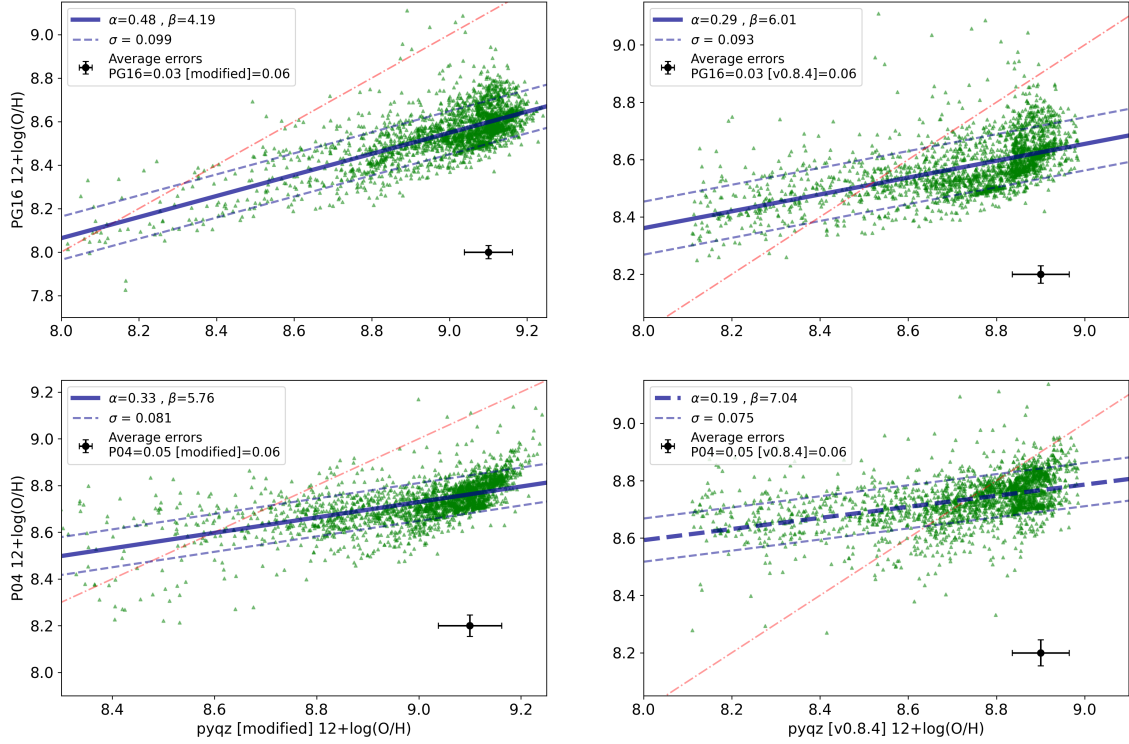 α=0.48 , β=4.19
σ = 0.099
Average errors
PG16=0.03 [modified]=0.06
PG16 12+log(O/H)
9.0
8.8
8.6
8.4
8.2
8.0
7.8
8.0 8.2 8.4 8.6 8.8 9.0 9.2
α=0.29 , β=6.01
σ = 0.093
Average errors
PG16=0.03 [v0.8.4]=0.06
9.0
8.8
8.6
8.4
8.2
8.0 8.2 8.4 8.6 8.8 9.0
α=0.33 , β=5.76
σ = 0.081
Average errors
P04=0.05 [modified]=0.06
P04 12+log(O/H)
9.2
9.0
8.8
8.6
8.4
8.2
8.0
8.4 8.6 8.8 9.0 9.2
pyqz [modified] 12+log(O/H)
α=0.19 , β=7.04
σ = 0.075
Average errors
P04=0.05 [v0.8.4]=0.06
9.0
8.8
8.6
8.4
8.2
8.0 8.2 8.4 8.6 8.8 9.0
pyqz [v0.8.4] 12+log(O/H)